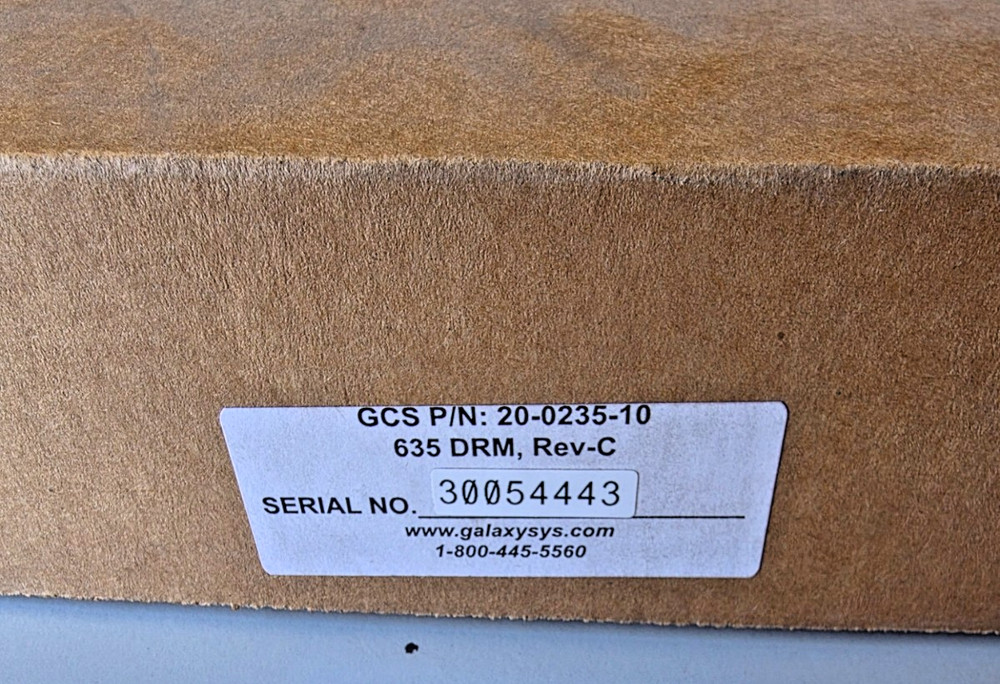 GCS P/N: 20-0235-10
635 DRM, Rev-C
SERIAL NO. 30054443
www.galaxysys.com
1-800-445-5560